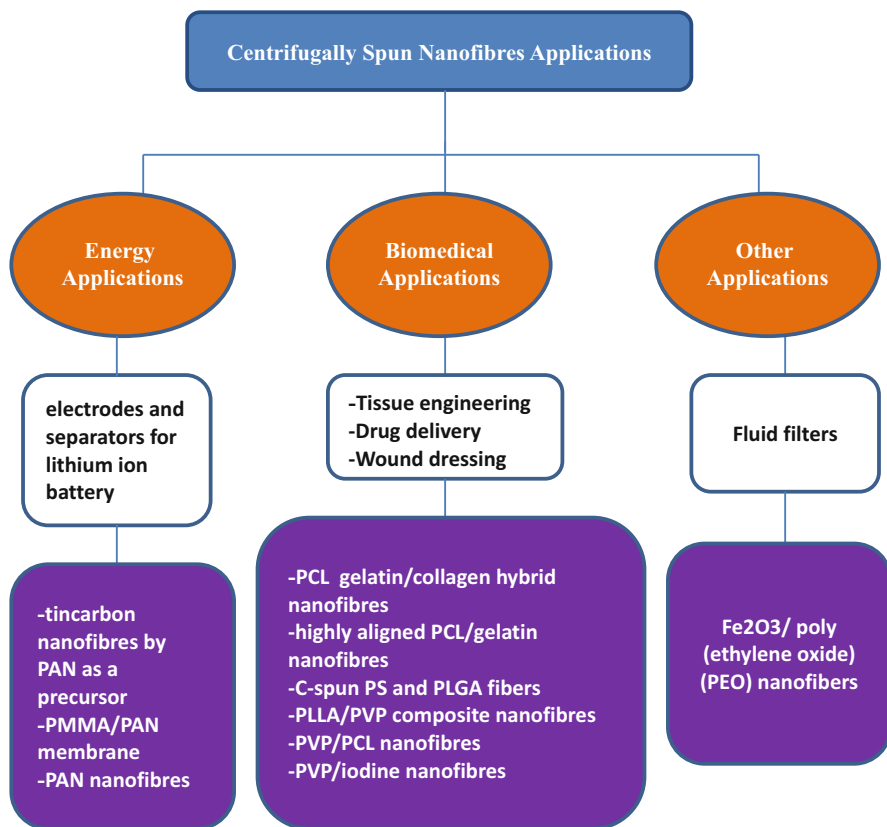 Centrifugally Spun Nanofibres Applications
Energy
Applications
Biomedical
Applications
Other
Applications
electrodes and
separators for
lithium ion
battery
-Tissue engineering
-Drug delivery
-Wound dressing
Fluid filters
-tincarbon
nanofibres by
PAN as a
precursor
-PMMA/PAN
membrane
-PAN nanofibres
-PCL gelatin/collagen hybrid
nanofibres
-highly aligned PCL/gelatin
nanofibres
-C-spun PS and PLGA fibers
-PLLA/PVP composite nanofibres
-PVP/PCL nanofibres
-PVP/iodine nanofibres
Fe2O3/ poly
(ethylene oxide)
(PEO) nanofibers